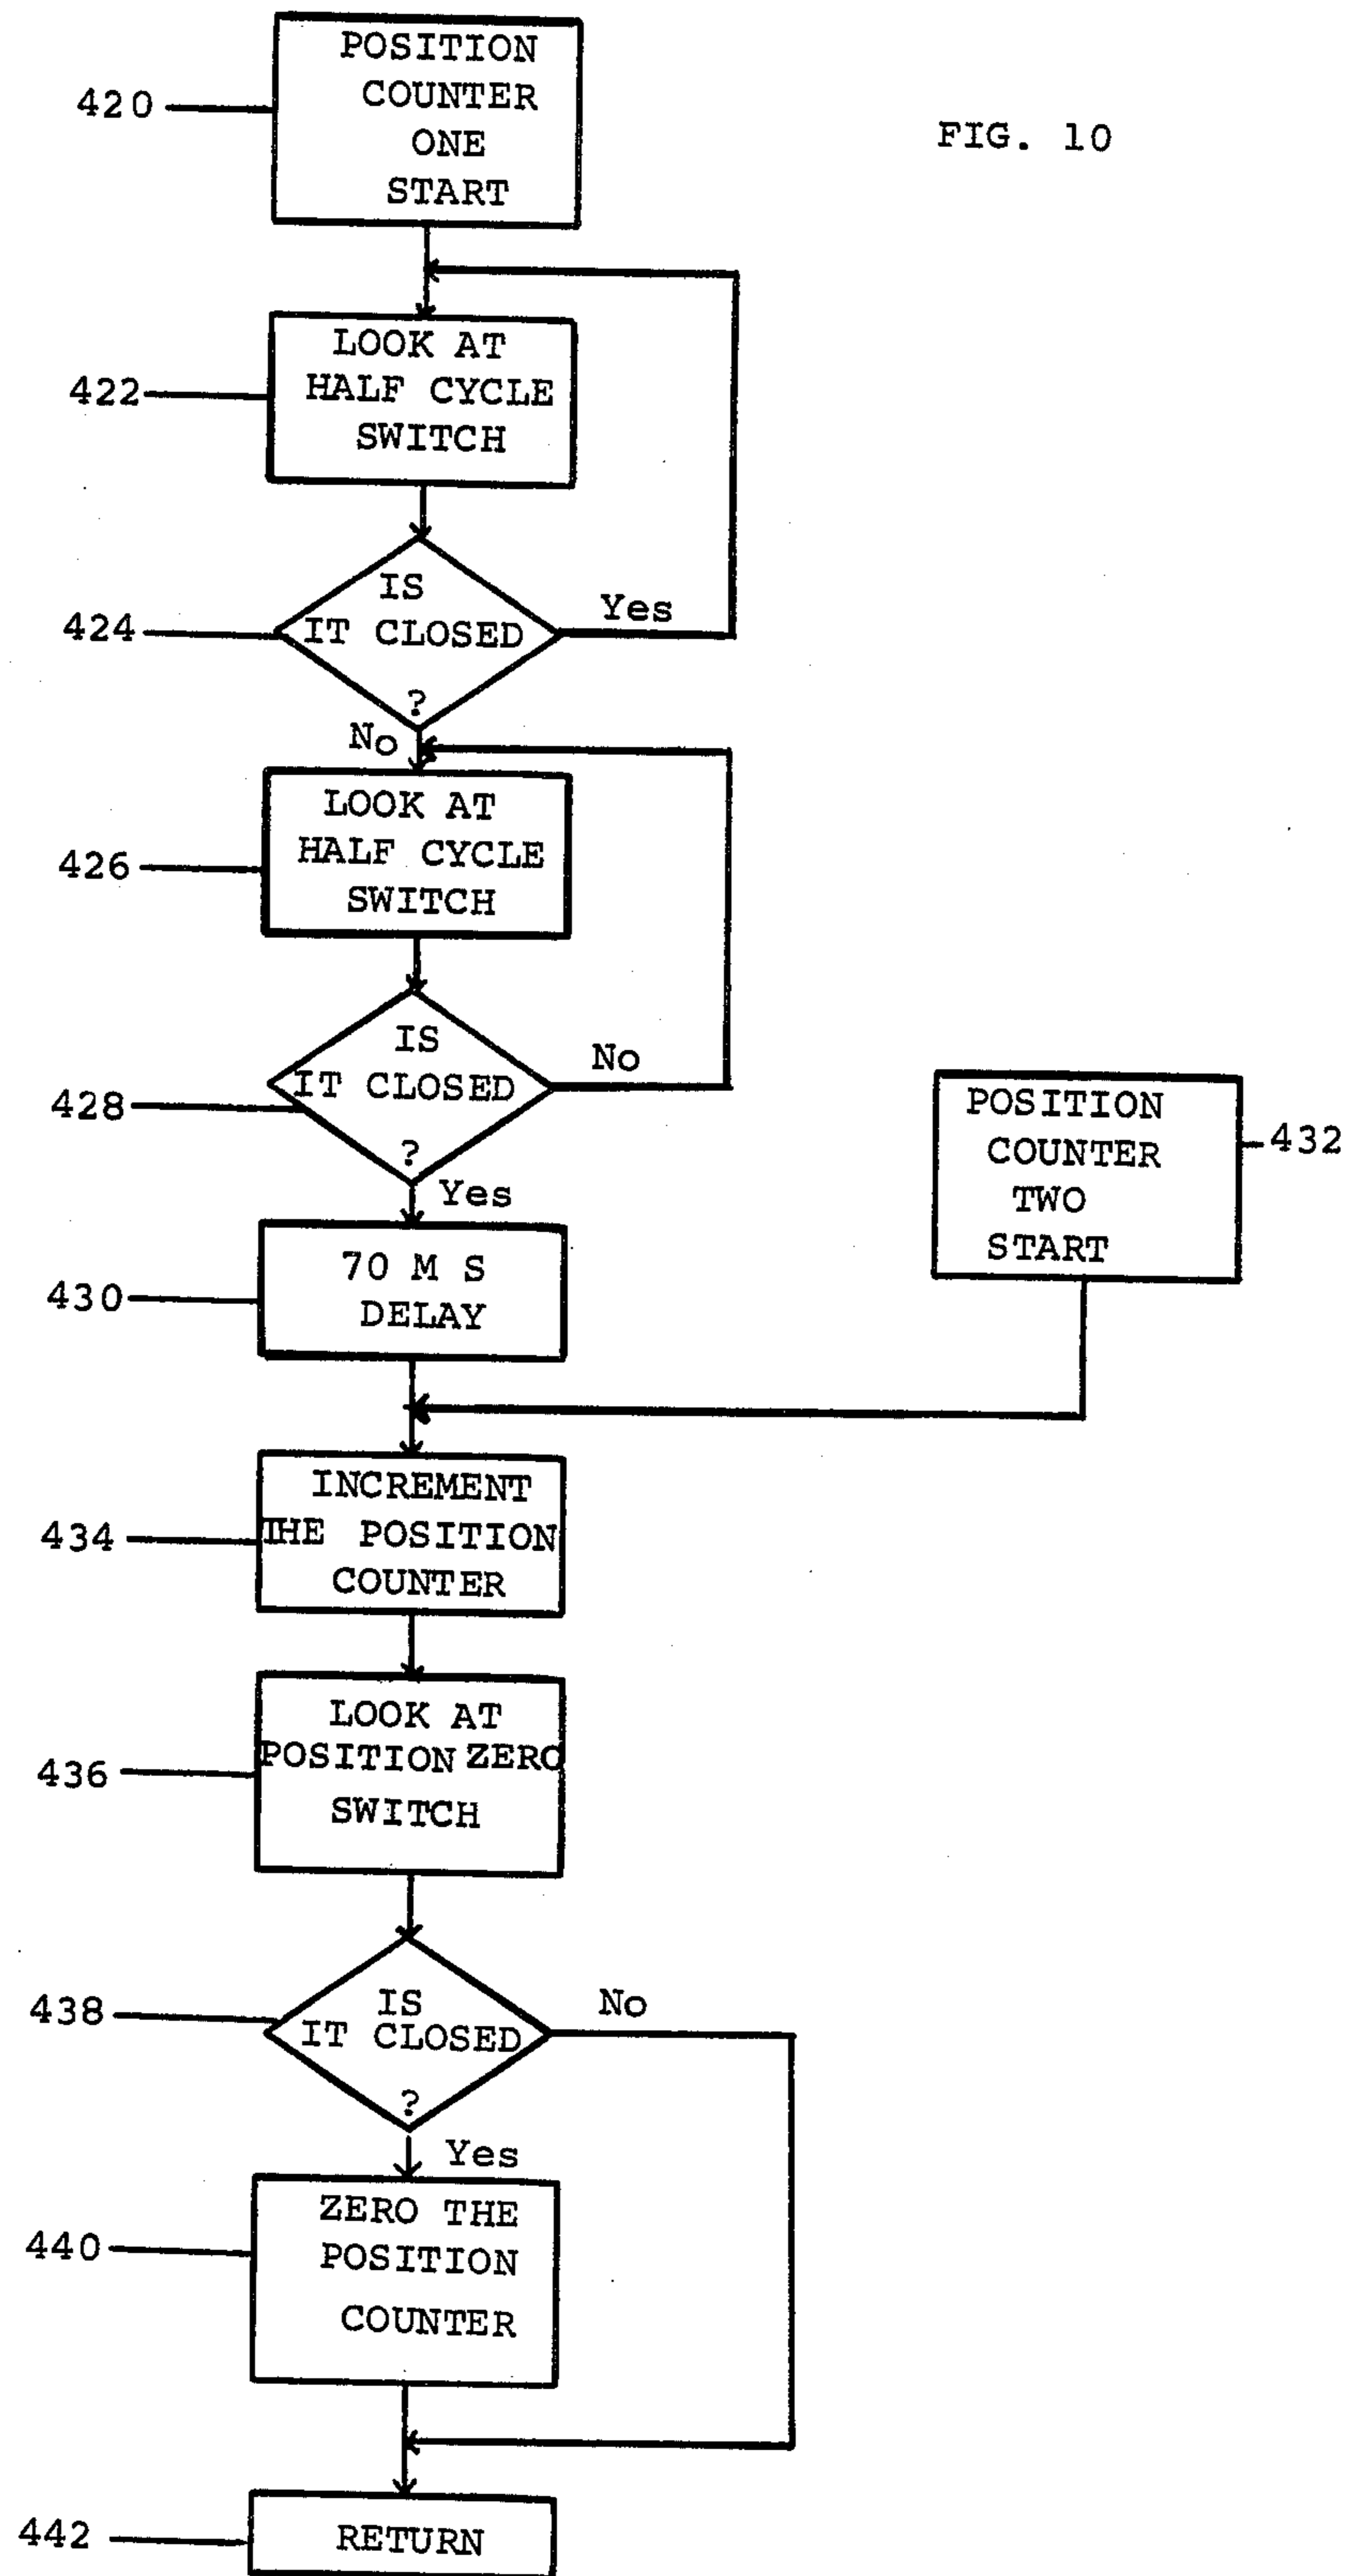 POSITION
COUNTER
ONE
START
420
FIG. 10
LOOK AT
HALF CYCLE
SWITCH
422
IS
IT CLOSED
?
424
Yes
No
LOOK AT
HALF CYCLE
SWITCH
426
IS
IT CLOSED
?
428
No
Yes
POSITION
COUNTER
TWO
START
432
70 M S
DELAY
430
INCREMENT
THE POSITION
COUNTER
434
LOOK AT
POSITION ZERO
SWITCH
436
IS
IT CLOSED
?
438
No
Yes
ZERO THE
POSITION
COUNTER
440
RETURN
442